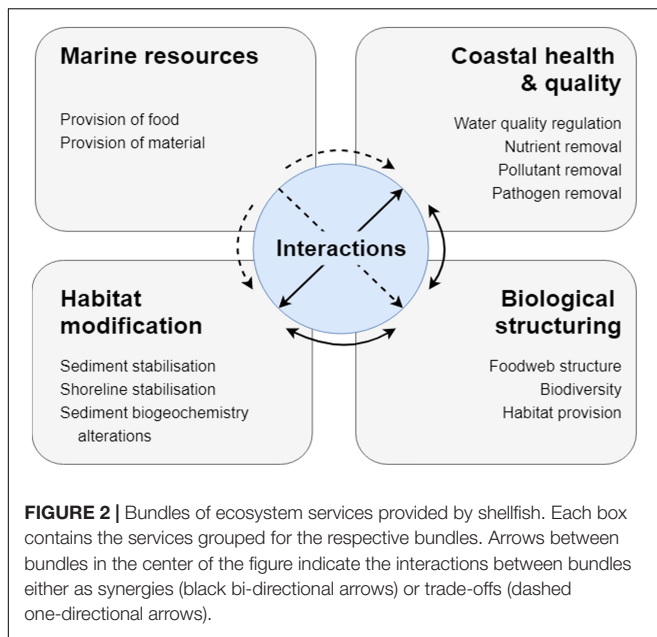 Marine resources
Provision of food
Provision of material
Coastal health
& quality
Water quality regulation
Nutrient removal
Pollutant removal
Pathogen removal
Interactions
Habitat
modification
Sediment stabilisation
Shoreline stabilisation
Sediment biogeochemistry
alterations
Biological
structuring
Foodweb structure
Biodiversity
Habitat provision
FIGURE 2 | Bundles of ecosystem services provided by shellfish. Each box
contains the services grouped for the respective bundles. Arrows between
bundles in the center of the figure indicate the interactions between bundles
either as synergies (black bi-directional arrows) or trade-offs (dashed
one-directional arrows).